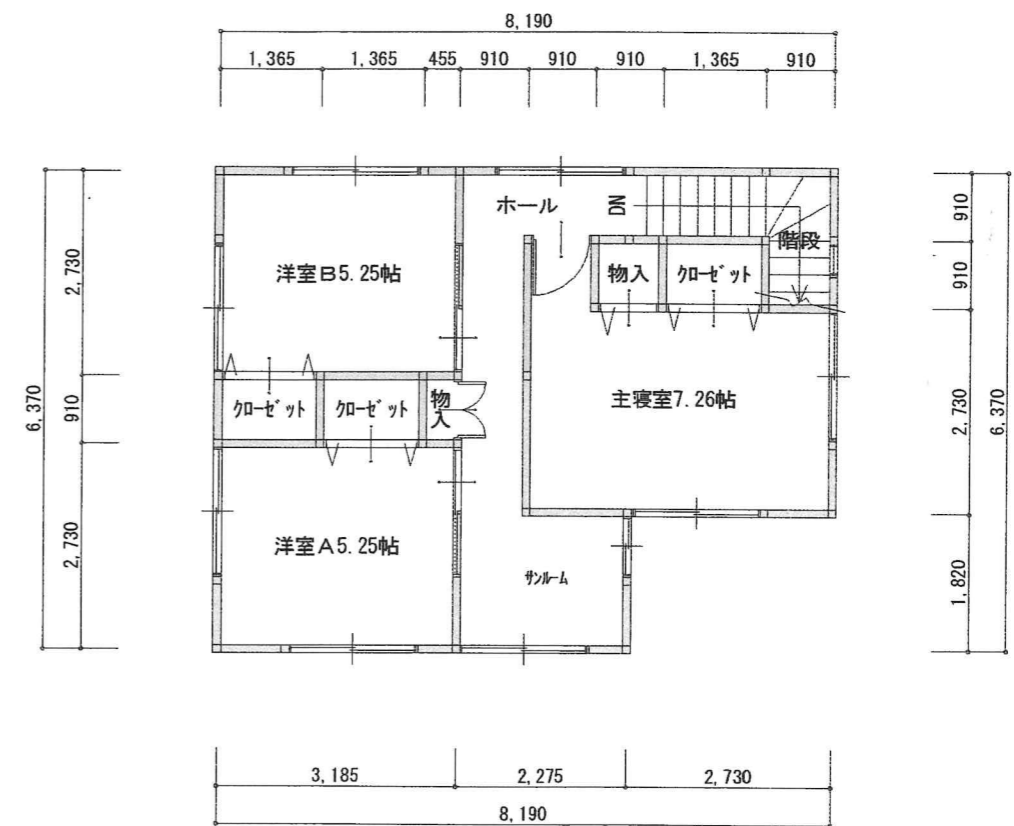 8,190
1,365 1,365 455 910 910 910 1,365 910
ホール
DN
階段
洋室B5.25帖
物入
クローゼット
主寝室7.26帖
クローゼット
クローゼット
物入
洋室A5.25帖
サンルーム
6,370
2,730
910
2,730
910
910
2,730
1,820
6,370
3,185 2,275 2,730
8,190